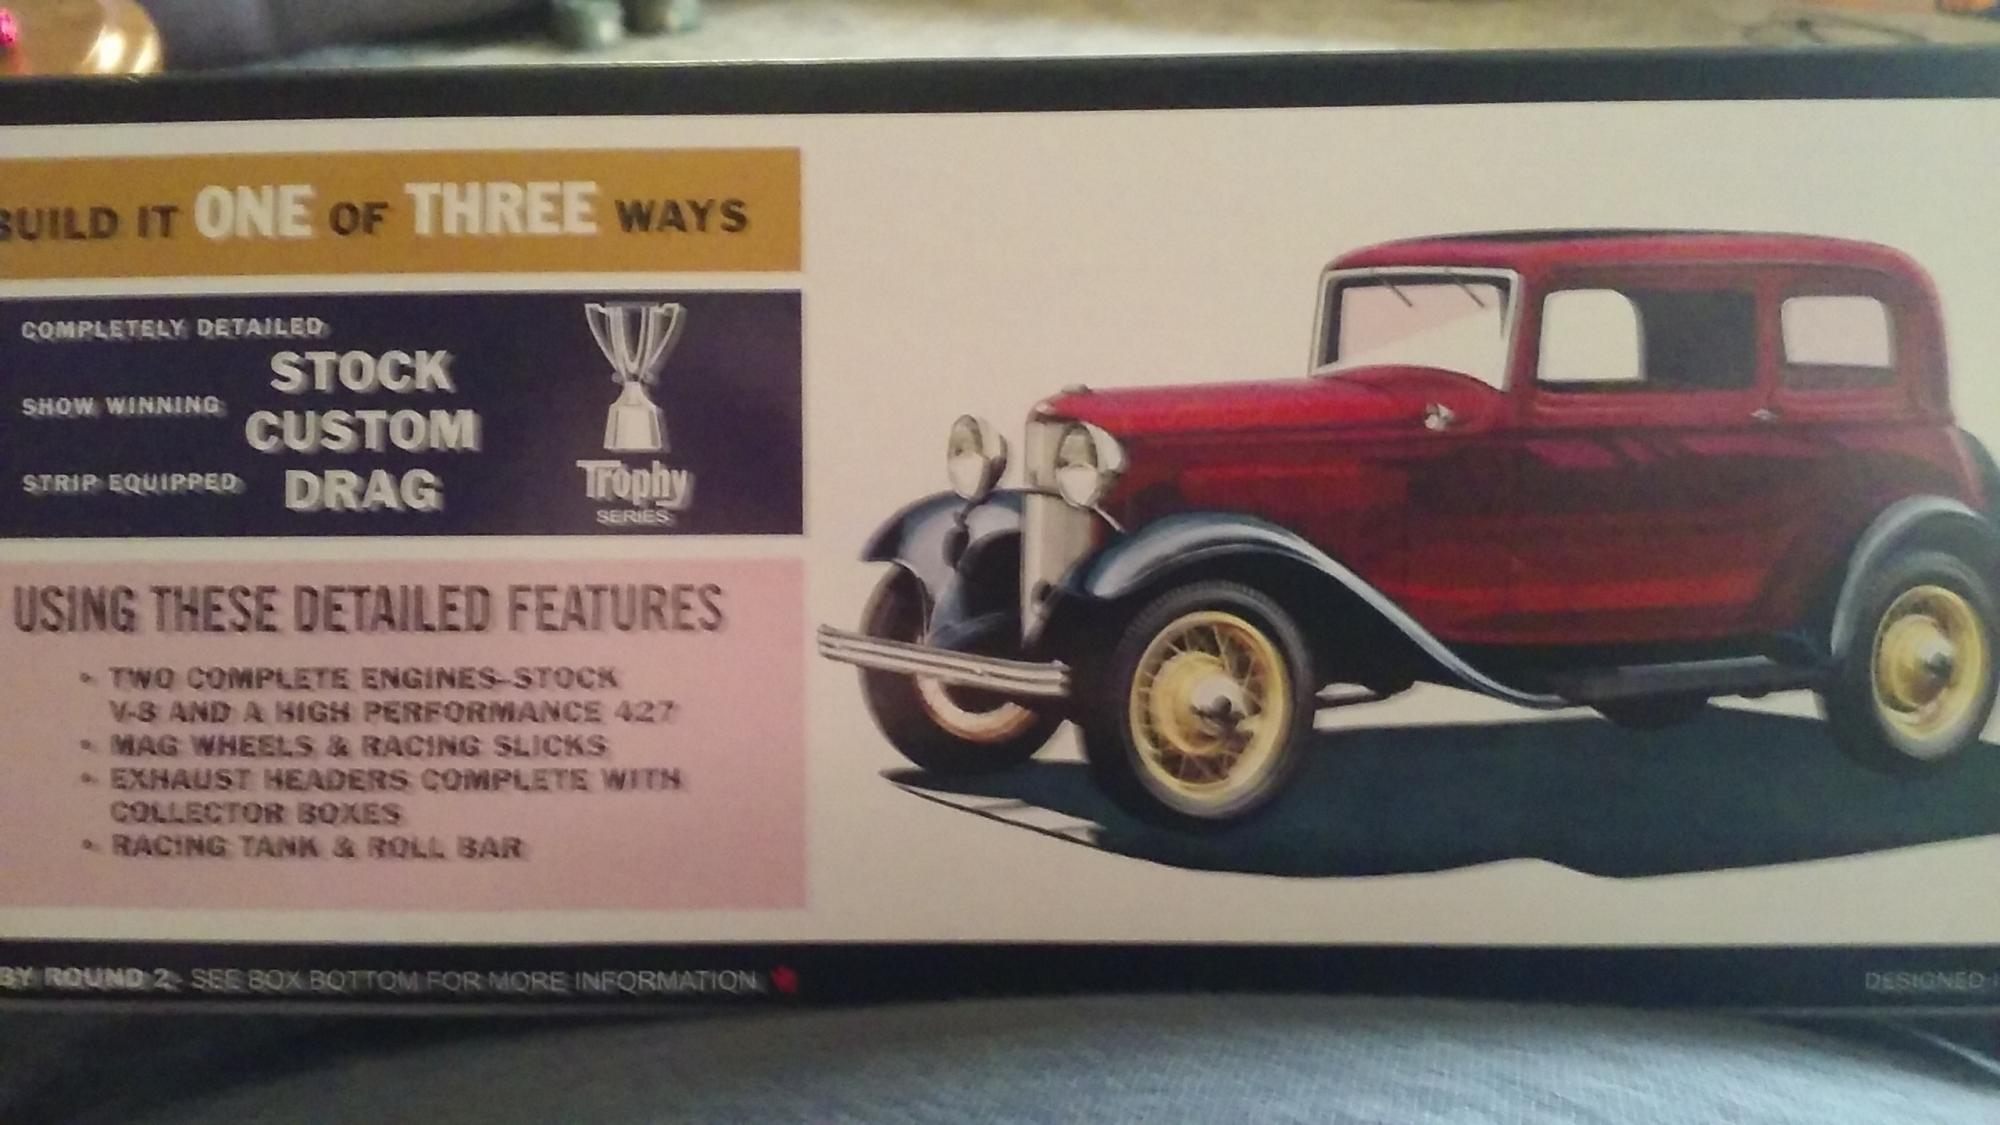 BUILD IT ONE OF THREE WAYS
COMPLETELY DETAILED
STOCK
SHOW WINNING
CUSTOM
STRIP EQUIPPED
DRAG
Trophy
SERIES
USING THESE DETAILED FEATURES
• TWO COMPLETE ENGINES-STOCK
V-8 AND A HIGH PERFORMANCE 427
• MAG WHEELS & RACING SLICKS
• EXHAUST HEADERS COMPLETE WITH
COLLECTOR BOXES
• RACING TANK & ROLL BAR
BY ROUND 2- SEE BOX BOTTOM FOR MORE INFORMATION
DESIGNED